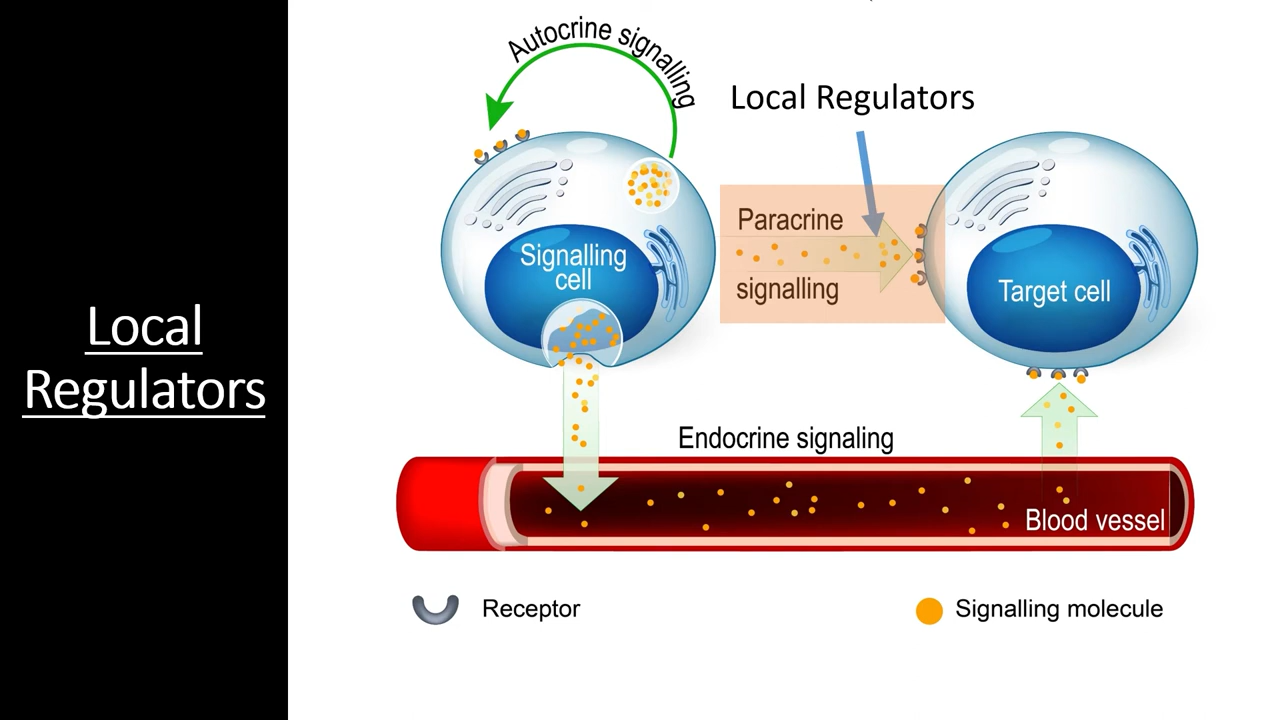 Local
Regulators
Autocrine signalling
Local Regulators
Paracrine
signalling
Signalling
cell
Target cell
Endocrine signaling
Blood vessel
Receptor
Signalling molecule